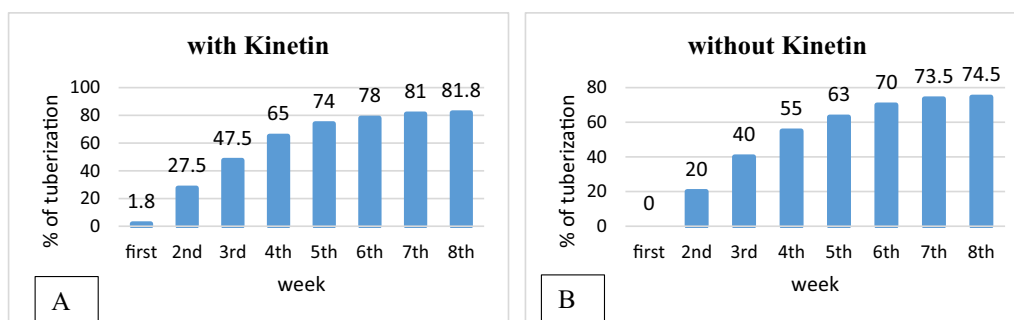 with Kinetin
% of tuberization
100
80
60
40
20
0
1.8
27.5
47.5
65
74
78
81
81.8
first 2nd 3rd 4th 5th 6th 7th 8th
week
A
without Kinetin
% of tuberization
80
60
40
20
0
0
20
40
55
63
70
73.5
74.5
first 2nd 3rd 4th 5th 6th 7th 8th
week
B